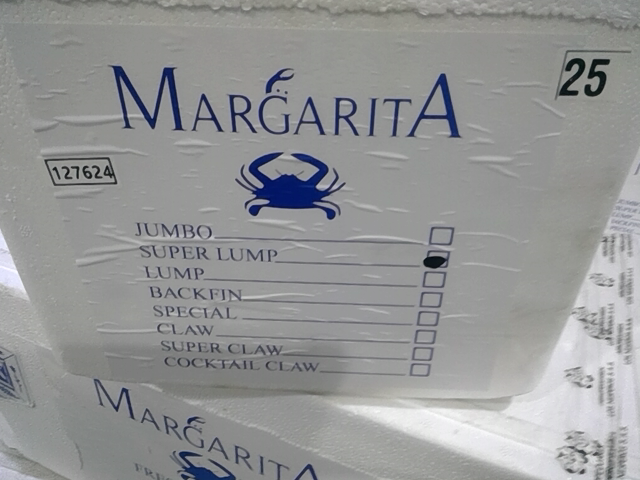 25
MARGARITA
127624
JUMBO
SUPER LUMP
LUMP
BACKFIN
SPECIAL
CLAW
SUPER CLAW
COCKTAIL CLAW
MARGARITA